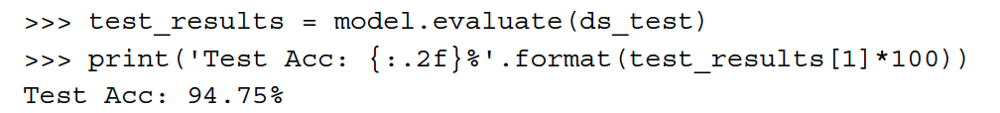 >>> test_results = model.evaluate(ds_test)
>>> print('Test Acc: {:.2f}%'.format(test_results[1]*100))
Test Acc: 94.75%